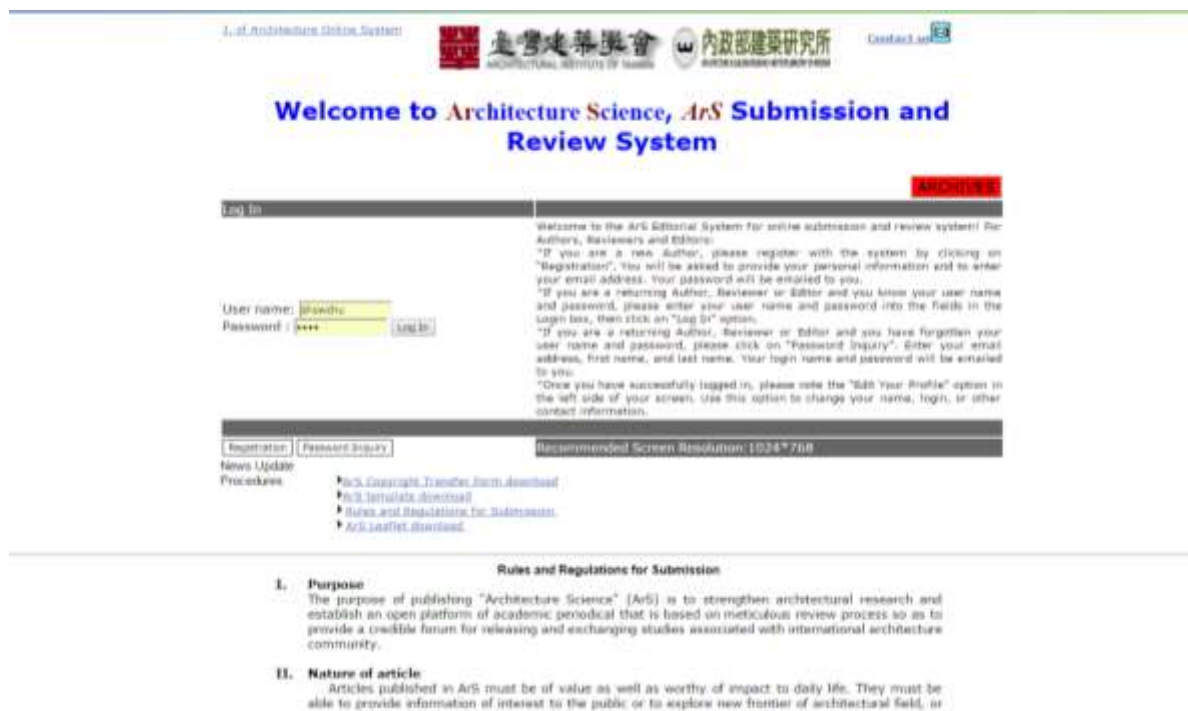 J. of Architecture Online System
臺灣建築學會
ARCHITECTURAL INSTITUTE OF TAIWAN
內政部建築研究所
Contact us
Welcome to Architecture Science, ArS Submission and
Review System
ARCHIVES
Log In
Welcome to the ArS Editorial System for online submission and review system! For
Authors, Reviewers and Editors:
"If you are a new Author, please register with the system by clicking on
"Registration". You will be asked to provide your personal information and to enter
your email address. Your password will be emailed to you.
"If you are a returning Author, Reviewer or Editor and you know your user name
and password, please enter your user name and password into the fields in the
Login box, then click on "Log In" option.
"If you are a returning Author, Reviewer or Editor and you have forgotten your
user name and password, please click on "Password Inquiry". Enter your email
address, first name, and last name. Your login name and password will be emailed
to you.
"Once you have successfully logged in, please note the "Edit Your Profile" option in
the left side of your screen. Use this option to change your name, login, or other
contact information.
User name:
Password : •••• Log In
Registration Password Inquiry
Recommended Screen Resolution:1024*768
News Update
Procedures
ArS Copyright Transfer Form download
ArS template download
Rules and Regulations for Submission
ArS Leaflet download
Rules and Regulations for Submission
I. Purpose
The purpose of publishing "Architecture Science" (ArS) is to strengthen architectural research and
establish an open platform of academic periodical that is based on meticulous review process so as to
provide a credible forum for releasing and exchanging studies associated with international architecture
community.
II. Nature of article
Articles published in ArS must be of value as well as worthy of impact to daily life. They must be
able to provide information of interest to the public or to explore new frontier of architectural field, or